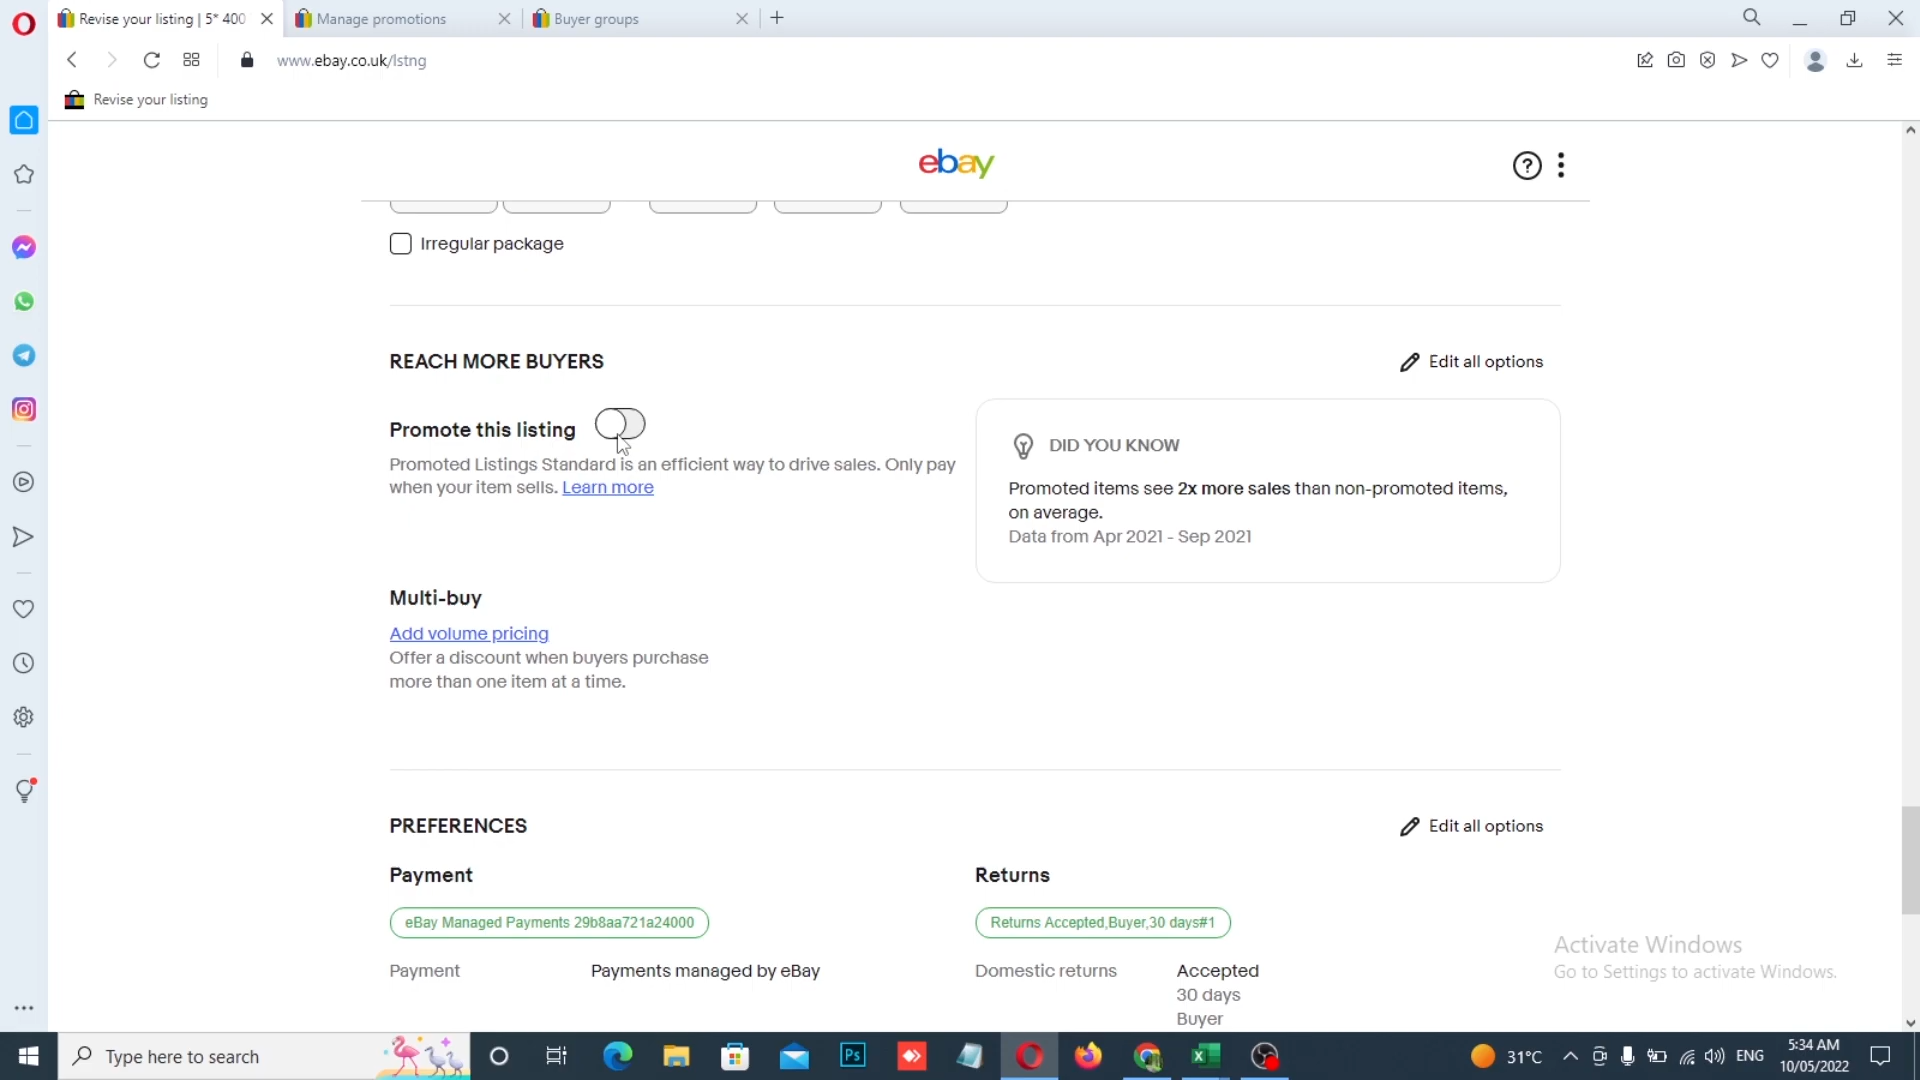 Revise your listing | 5* 400
Manage promotions
Buyer groups
www.ebay.co.uk/lstng
Revise your listing
ebay
Irregular package
REACH MORE BUYERS
Edit all options
Promote this listing
Promoted Listings Standard is an efficient way to drive sales. Only pay
when your item sells. Learn more
DID YOU KNOW
Promoted items see 2x more sales than non-promoted items,
on average.
Data from Apr 2021 - Sep 2021
Multi-buy
Add volume pricing
Offer a discount when buyers purchase
more than one item at a time.
PREFERENCES
Edit all options
Payment
eBay Managed Payments 29b8aa721a24000
Payment
Payments managed by eBay
Returns
Returns Accepted,Buyer,30 days#1
Domestic returns
Accepted
30 days
Buyer
Activate Windows
Go to Settings to activate Windows.
Type here to search
Ps
31°C
ENG
5:34 AM
10/05/2022